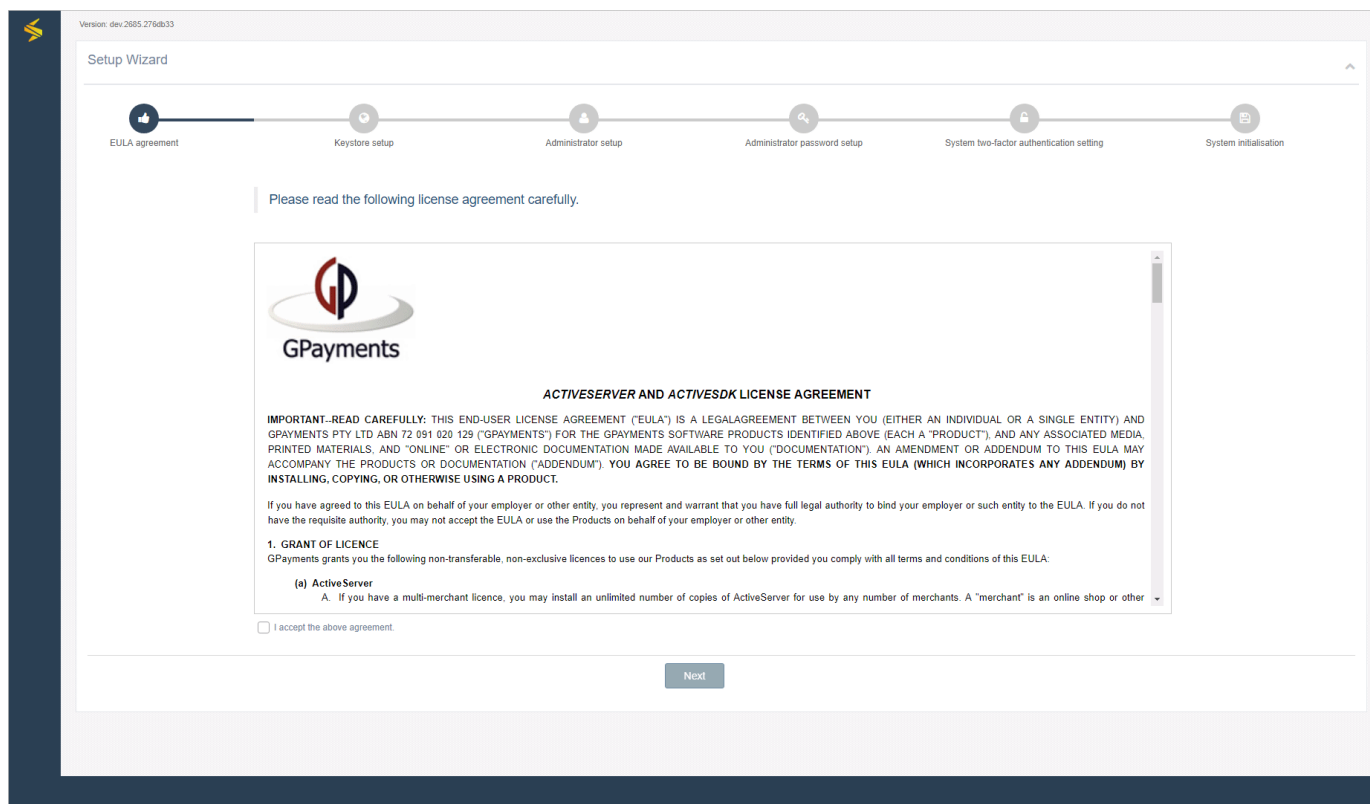 Version: dev.2685.276db33
Setup Wizard
EULA agreement
Keystore setup
Administrator setup
Administrator password setup
System two-factor authentication setting
System initialisation
Please read the following license agreement carefully.
GPayments
ACTIVESERVER AND ACTIVESDK LICENSE AGREEMENT
IMPORTANT--READ CAREFULLY: THIS END-USER LICENSE AGREEMENT ("EULA") IS A LEGALAGREEMENT BETWEEN YOU (EITHER AN INDIVIDUAL OR A SINGLE ENTITY) AND
GPAYMENTS PTY LTD ABN 72 091 020 129 ("GPAYMENTS") FOR THE GPAYMENTS SOFTWARE PRODUCTS IDENTIFIED ABOVE (EACH A "PRODUCT"), AND ANY ASSOCIATED MEDIA,
PRINTED MATERIALS, AND "ONLINE" OR ELECTRONIC DOCUMENTATION MADE AVAILABLE TO YOU ("DOCUMENTATION"). AN AMENDMENT OR ADDENDUM TO THIS EULA MAY
ACCOMPANY THE PRODUCTS OR DOCUMENTATION ("ADDENDUM"). YOU AGREE TO BE BOUND BY THE TERMS OF THIS EULA (WHICH INCORPORATES ANY ADDENDUM) BY
INSTALLING, COPYING, OR OTHERWISE USING A PRODUCT.
If you have agreed to this EULA on behalf of your employer or other entity, you represent and warrant that you have full legal authority to bind your employer or such entity to the EULA. If you do not
have the requisite authority, you may not accept the EULA or use the Products on behalf of your employer or other entity.
1. GRANT OF LICENCE
GPayments grants you the following non-transferable, non-exclusive licences to use our Products as set out below provided you comply with all terms and conditions of this EULA:
(a) ActiveServer
A. If you have a multi-merchant licence, you may install an unlimited number of copies of ActiveServer for use by any number of merchants. A "merchant" is an online shop or other
I accept the above agreement.
Next